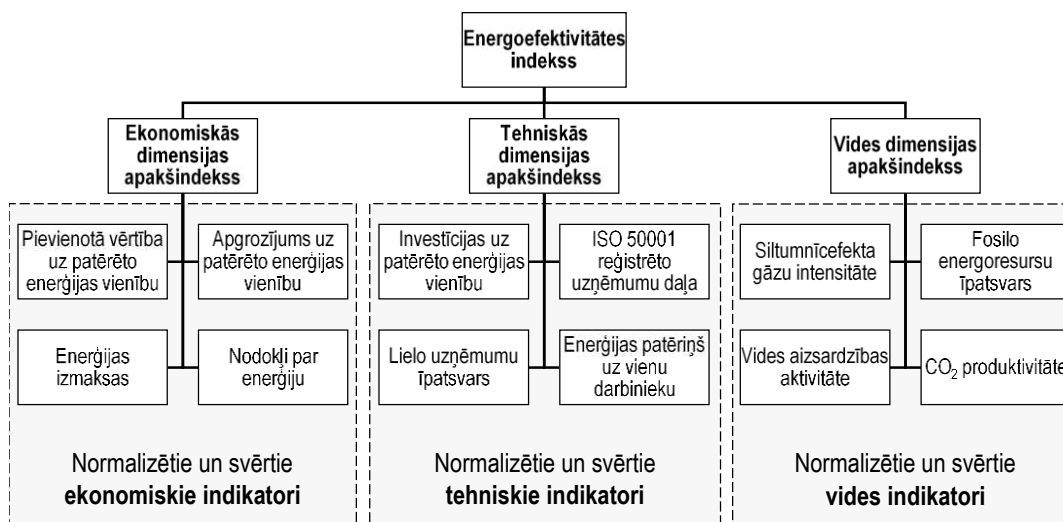 Energoefektivitātes
indekss
Ekonomiskās
dimensijas
apakšindekss
Tehniskās
dimensijas
apakšindekss
Vides dimensijas
apakšindekss
Pievienotā vērtība
uz patērēto
enerģijas vienību
Apgrozījums uz
patērēto enerģijas
vienību
Enerģijas
izmaksas
Nodokļi par
enerģiju
Normalizētie un svērtie
ekonomiskie indikatori
Investīcijas uz
patērēto enerģijas
vienību
ISO 50001
reģistrēto
uzņēmumu daļa
Lielo uzņēmumu
īpatsvars
Enerģijas patēriņš
uz vienu
darbinieku
Normalizētie un svērtie
tehniskie indikatori
Siltumnīcefekta
gāzu intensitāte
Fosilo
energoresursu
īpatsvars
Vides aizsardzības
aktivitāte
CO₂ produktivitāte
Normalizētie un svērtie
vides indikatori